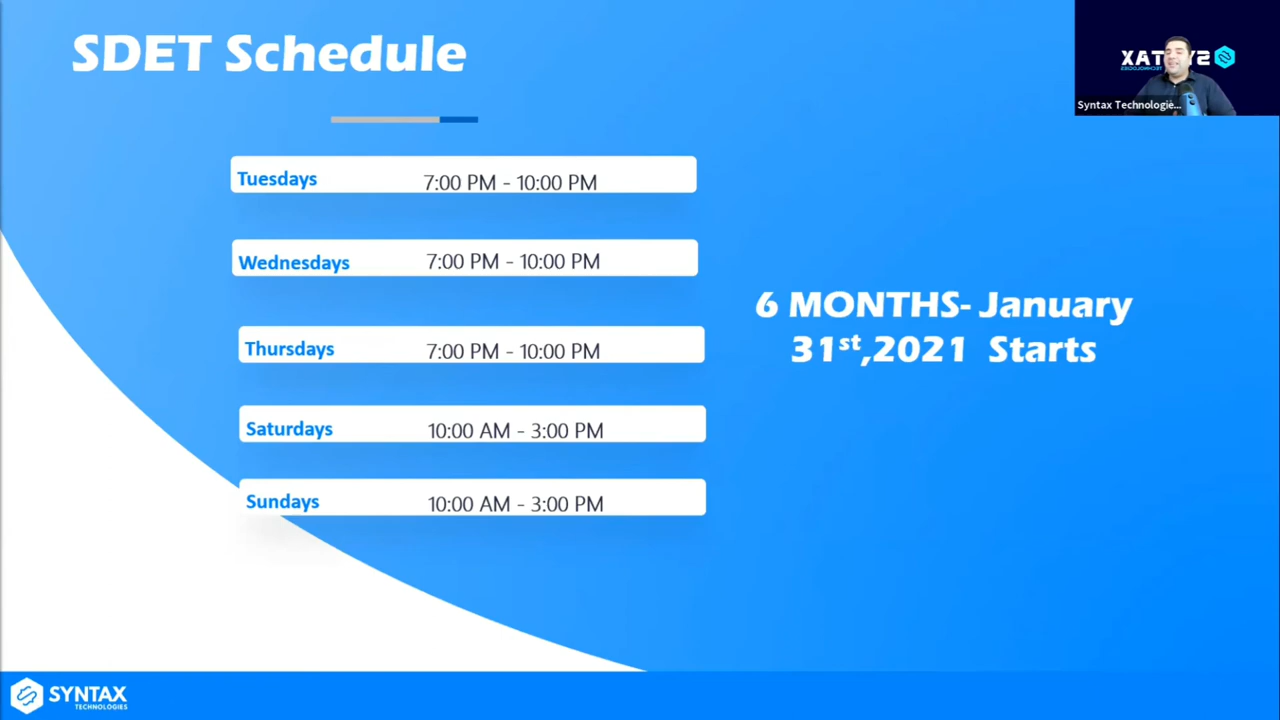 SDET Schedule
SYNTAX
TECHNOLOGIES
Syntax Technologie...
Tuesdays 7:00 PM - 10:00 PM
Wednesdays 7:00 PM - 10:00 PM
6 MONTHS- January
31st,2021 Starts
Thursdays 7:00 PM - 10:00 PM
Saturdays 10:00 AM - 3:00 PM
Sundays 10:00 AM - 3:00 PM
SYNTAX
TECHNOLOGIES